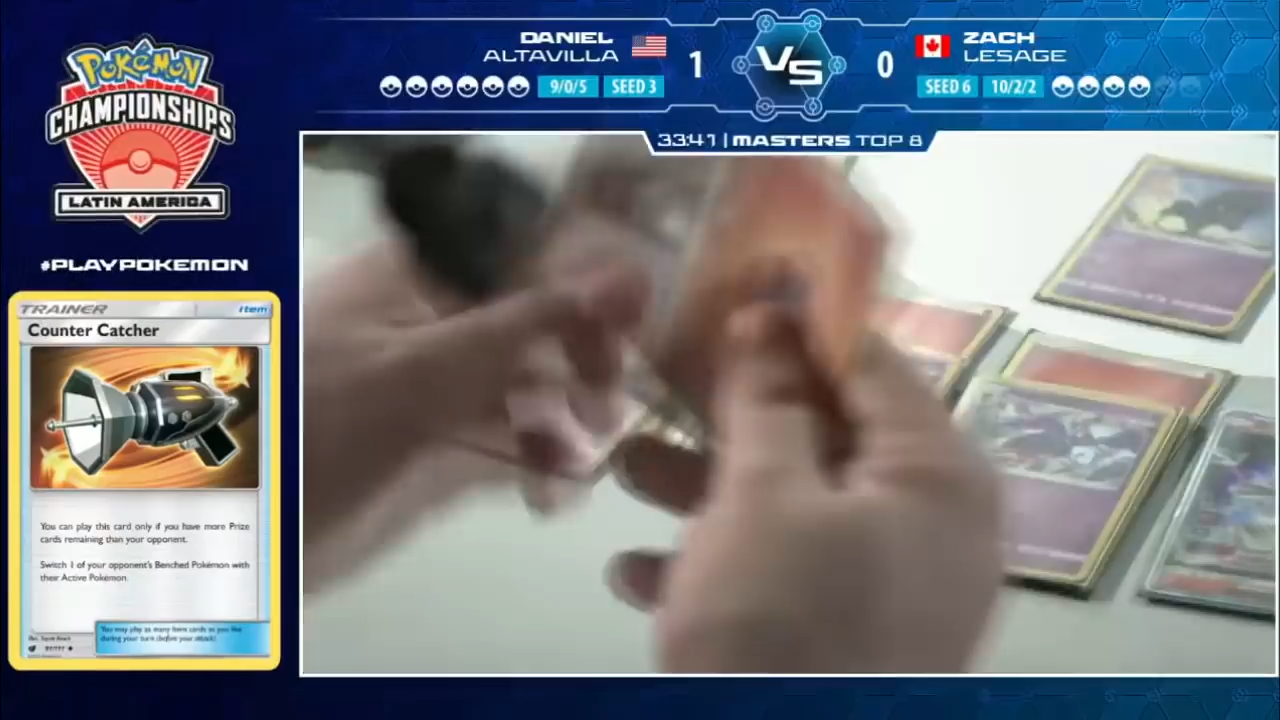 POKÉMON
CHAMPIONSHIPS
LATIN AMERICA
#PLAYPOKEMON
DANIEL
ALTAVILLA
1
9/0/5
SEED 3
VS
0
ZACH
LESAGE
SEED 6
10/2/2
33:41 | MASTERS TOP 8
TRAINER
Item
Counter Catcher
You can play this card only if you have more Prize
cards remaining than your opponent.
Switch 1 of your opponent's Benched Pokémon with
their Active Pokémon.
You may play as many Item cards as you like
during your turn (before your attack).